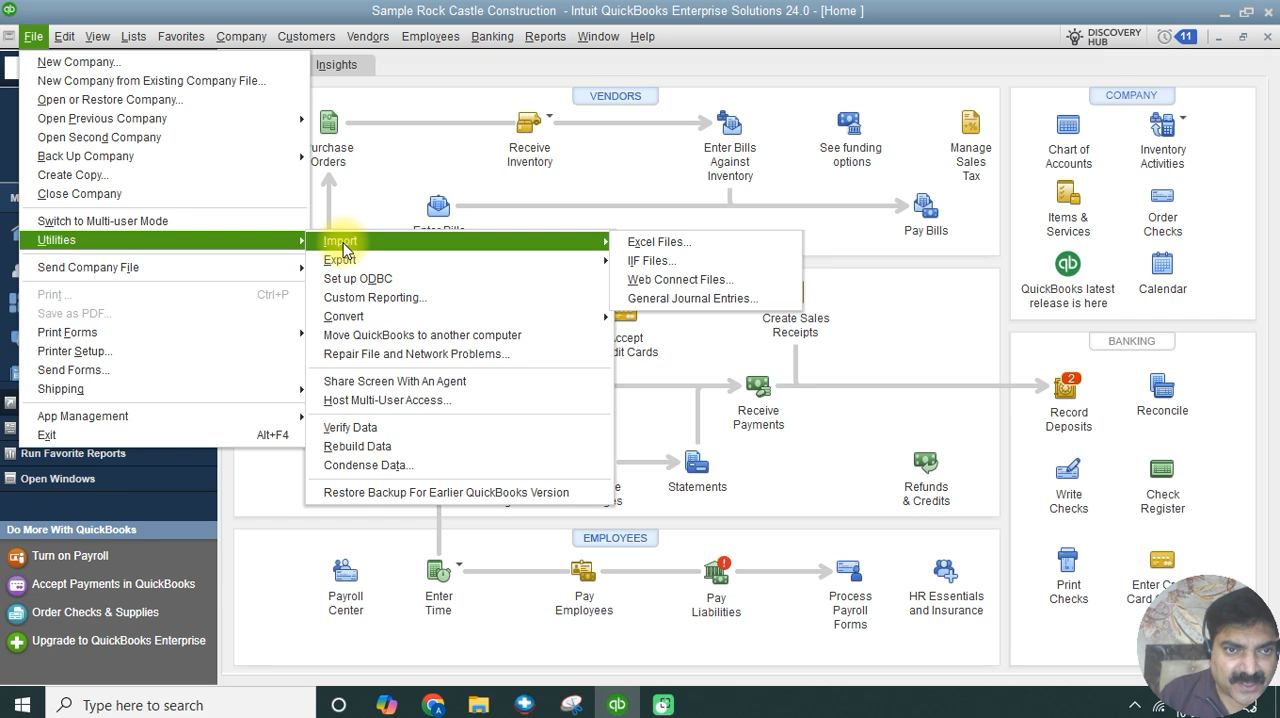 Sample Rock Castle Construction - Intuit QuickBooks Enterprise Solutions 24.0 - [Home ]
File Edit View Lists Favorites Company Customers Vendors Employees Banking Reports Window Help
DISCOVERY
HUB
11
New Company...
New Company from Existing Company File...
Open or Restore Company...
Open Previous Company
Open Second Company
Back Up Company
Create Copy...
Close Company
Switch to Multi-user Mode
Utilities
Send Company File
Print ... Ctrl+P
Save as PDF...
Print Forms
Printer Setup...
Send Forms...
Shipping
App Management
Exit Alt+F4
Import
Export
Set up ODBC
Custom Reporting...
Convert
Move QuickBooks to another computer
Repair File and Network Problems...
Share Screen With An Agent
Host Multi-User Access...
Verify Data
Rebuild Data
Condense Data...
Restore Backup For Earlier QuickBooks Version
Excel Files...
IIF Files...
Web Connect Files...
General Journal Entries...
Insights
VENDORS
Orders
Receive
Inventory
Enter Bills
Against
Inventory
See funding
options
Manage
Sales
Tax
Enter Bills
Pay Bills
Create Sales
Receipts
Receive
Payments
Statements
Refunds
& Credits
EMPLOYEES
Payroll
Center
Enter
Time
Pay
Employees
Pay
Liabilities
Process
Payroll
Forms
HR Essentials
and Insurance
COMPANY
Chart of
Accounts
Inventory
Activities
Items &
Services
Order
Checks
QuickBooks latest
release is here
Calendar
BANKING
2
Record
Deposits
Reconcile
Write
Checks
Check
Register
Print
Checks
Enter
Run Favorite Reports
Open Windows
Do More With QuickBooks
Turn on Payroll
Accept Payments in QuickBooks
Order Checks & Supplies
Upgrade to QuickBooks Enterprise
Type here to search